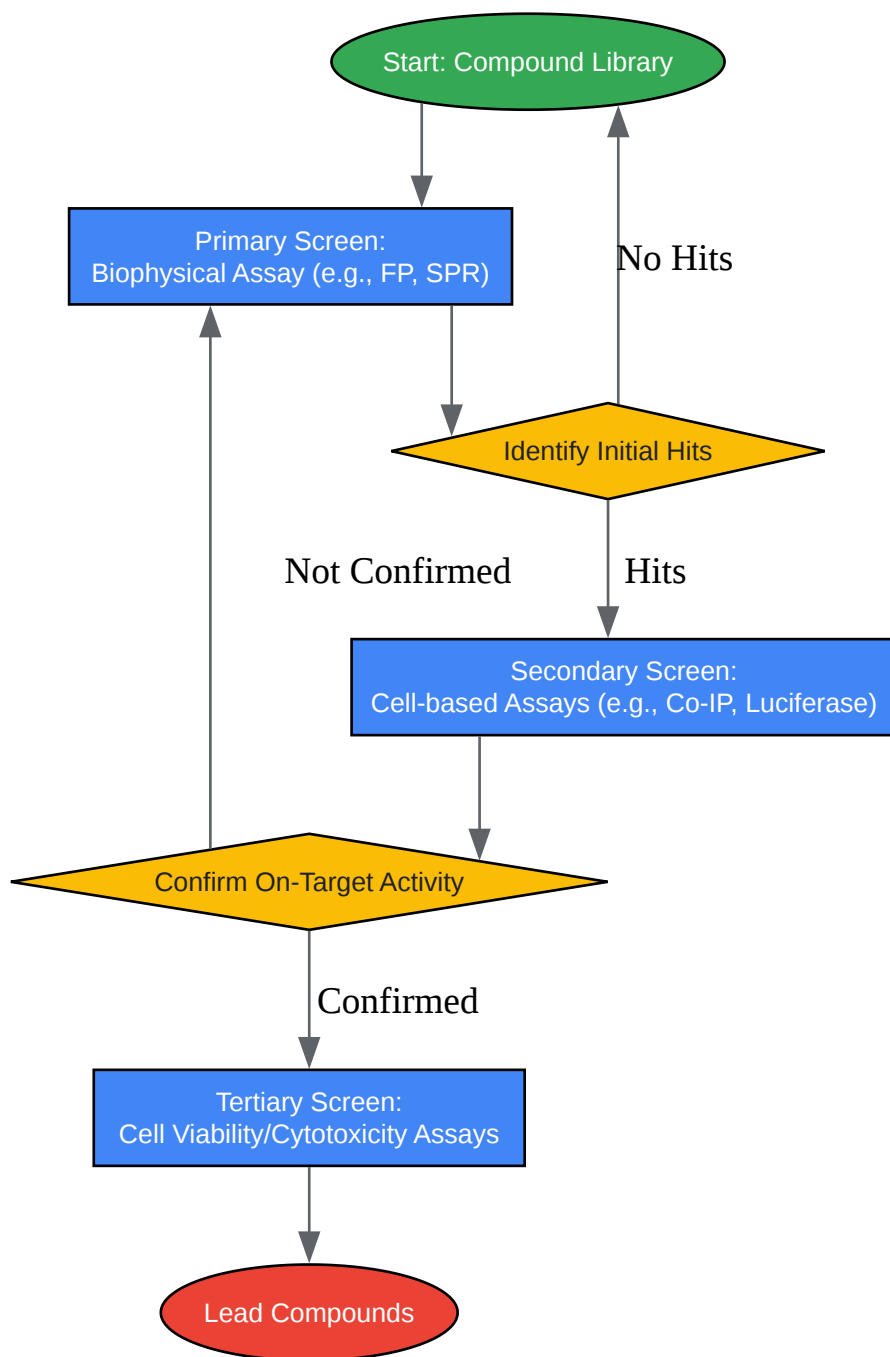 Start: Compound Library
Primary Screen:
Biophysical Assay (e.g., FP, SPR)
No Hits
Identify Initial Hits
Not Confirmed
Hits
Secondary Screen:
Cell-based Assays (e.g., Co-IP, Luciferase)
Confirm On-Target Activity
Confirmed
Tertiary Screen:
Cell Viability/Cytotoxicity Assays
Lead Compounds